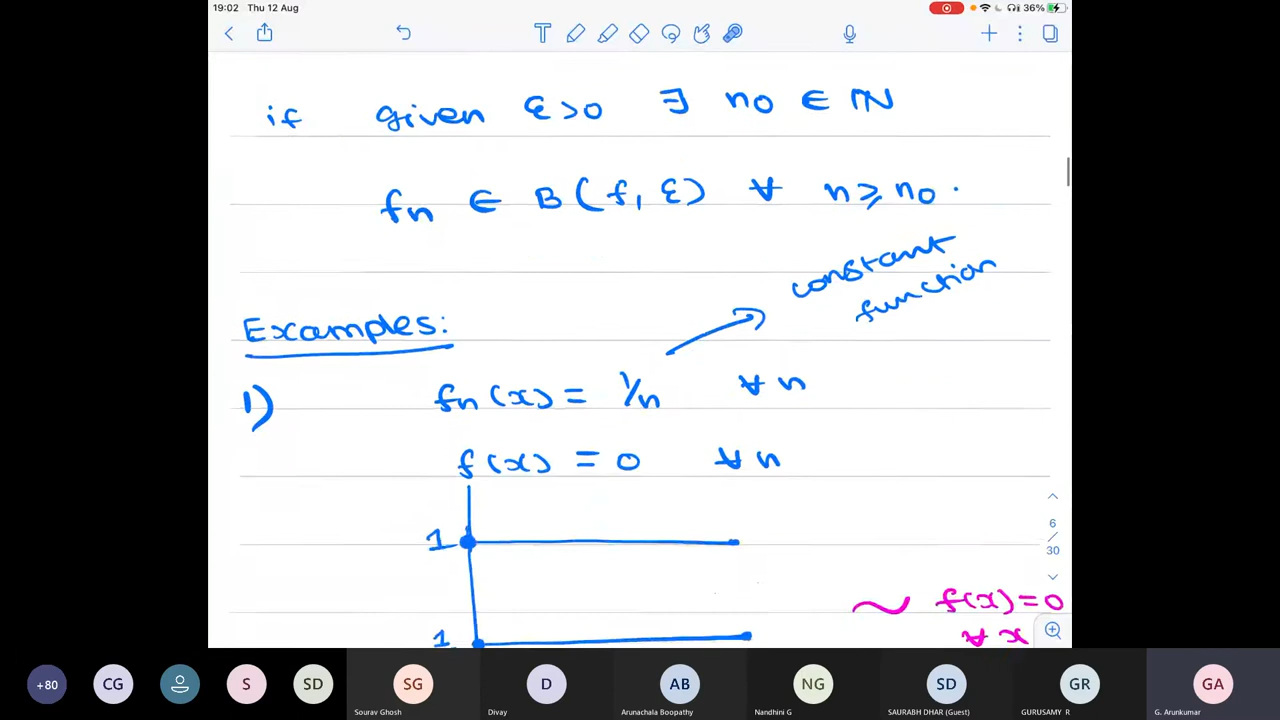 19:02 Thu 12 Aug
36%
T
if given ε>0 ∃ n0 ∈ ℕ
fn ∈ B(f, ε) ∀ n ≥ n0.
constant
function
Examples:
1) fn(x) = 1/n ∀ n
f(x) = 0 ∀ n
1
6
/
30
f(x)=0
∀ x
1
+80 CG S SD SG D AB NG SD GR GA
Sourav Ghosh Divay Arunachala Boopathy Nandhini G SAURABH DHAR (Guest) GURUSAMY R G. Arunkumar